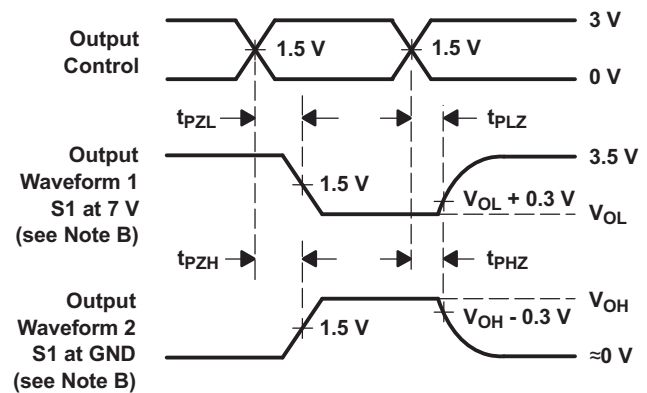 3 V
Output
Control
1.5 V
1.5 V
0 V
tPZL
tPLZ
Output
Waveform 1
S1 at 7 V
(see Note B)
3.5 V
1.5 V
VOL + 0.3 V
VOL
tPZH
tPHZ
Output
Waveform 2
S1 at GND
(see Note B)
VOH
VOH - 0.3 V
1.5 V
≈0 V